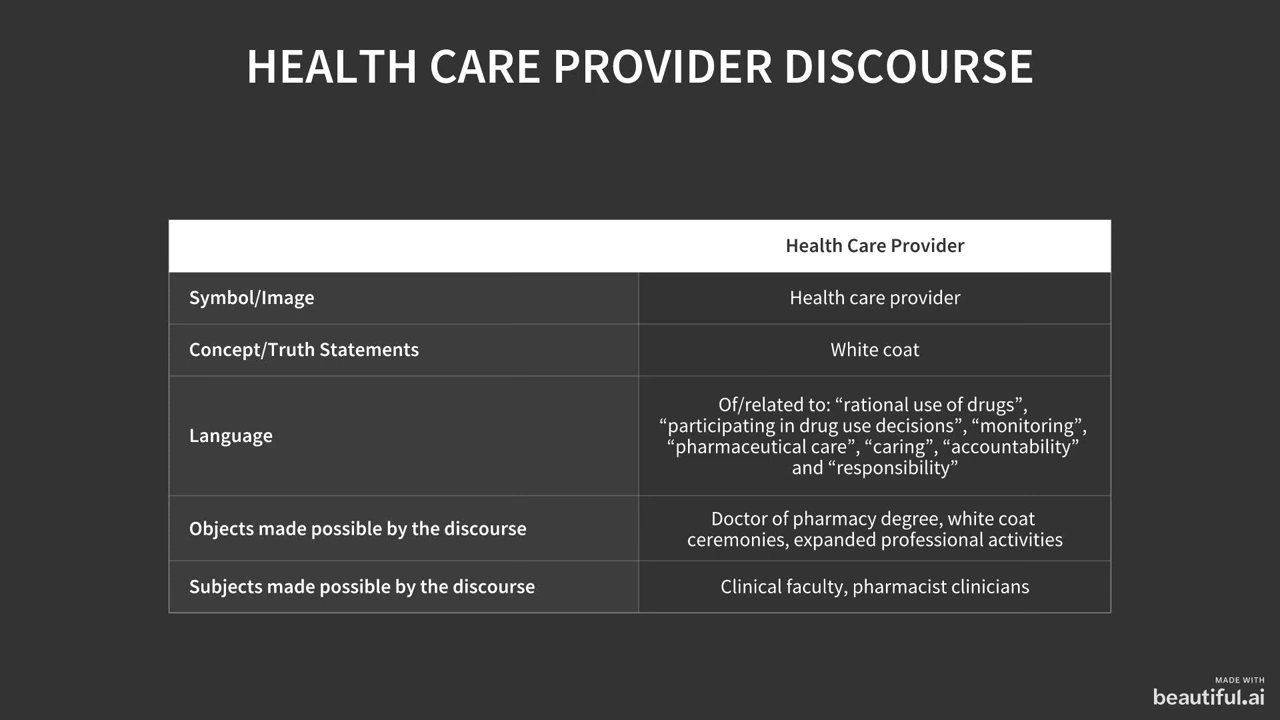 HEALTH CARE PROVIDER DISCOURSE
Health Care Provider
Symbol/Image
Health care provider
Concept/Truth Statements
White coat
Language
Of/related to: “rational use of drugs”,
“participating in drug use decisions”, “monitoring”,
“pharmaceutical care”, “caring”, “accountability”
and “responsibility”
Objects made possible by the discourse
Doctor of pharmacy degree, white coat
ceremonies, expanded professional activities
Subjects made possible by the discourse
Clinical faculty, pharmacist clinicians
MADE WITH
beautiful.ai